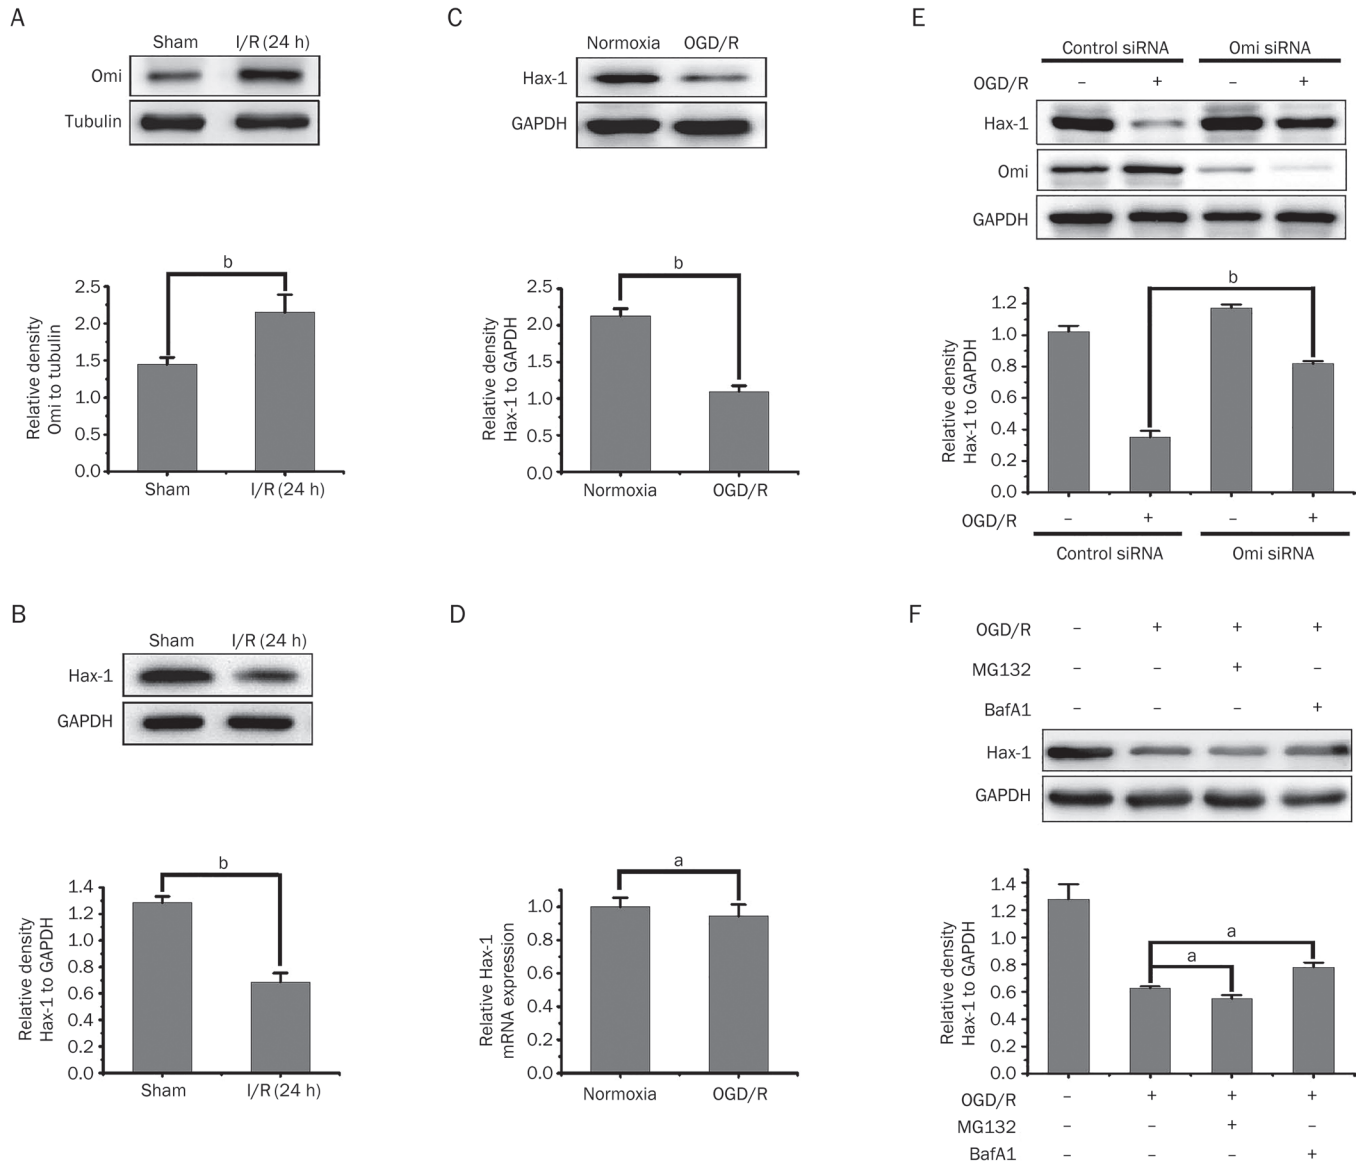 A
Sham I/R (24 h)
Omi
Tubulin
b
Relative density
Omi to tubulin
2.5
2.0
1.5
1.0
0.5
0.0
Sham I/R (24 h)
B
Sham I/R (24 h)
Hax-1
GAPDH
b
Relative density
Hax-1 to GAPDH
1.4
1.2
1.0
0.8
0.6
0.4
0.2
0.0
Sham I/R (24 h)
C
Normoxia OGD/R
Hax-1
GAPDH
b
Relative density
Hax-1 to GAPDH
2.5
2.0
1.5
1.0
0.5
0.0
Normoxia OGD/R
D
a
Relative Hax-1
mRNA expression
1.0
0.8
0.6
0.4
0.2
0.0
Normoxia OGD/R
E
Control siRNA Omi siRNA
OGD/R – + – +
Hax-1
Omi
GAPDH
b
Relative density
Hax-1 to GAPDH
1.2
1.0
0.8
0.6
0.4
0.2
0.0
OGD/R – + – +
Control siRNA Omi siRNA
F
OGD/R – + + +
MG132 – – + –
BafA1 – – – +
Hax-1
GAPDH
a
a
Relative density
Hax-1 to GAPDH
1.4
1.2
1.0
0.8
0.6
0.4
0.2
0.0
OGD/R – + + +
MG132 – – + –
BafA1 – – – +